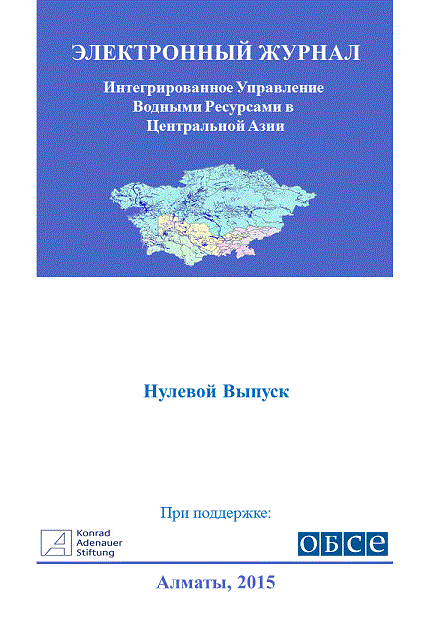 ЭЛЕКТРОННЫЙ ЖУРНАЛ
Интегрированное Управление
Водными Ресурсами в
Центральной Азии
Нулевой Выпуск
При поддержке:
Konrad
Adenauer
Stiftung
ОБСЕ
Алматы, 2015